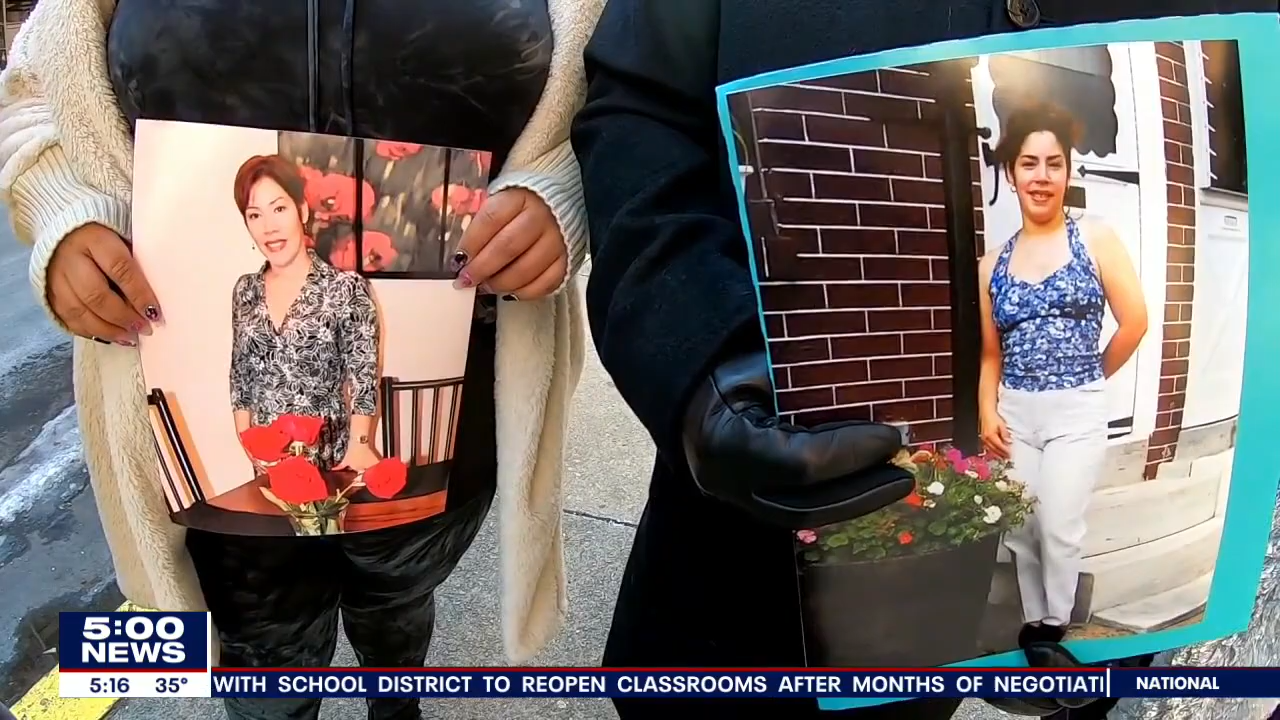 5:00
NEWS
5:16 35° WITH SCHOOL DISTRICT TO REOPEN CLASSROOMS AFTER MONTHS OF NEGOTIATI NATIONAL